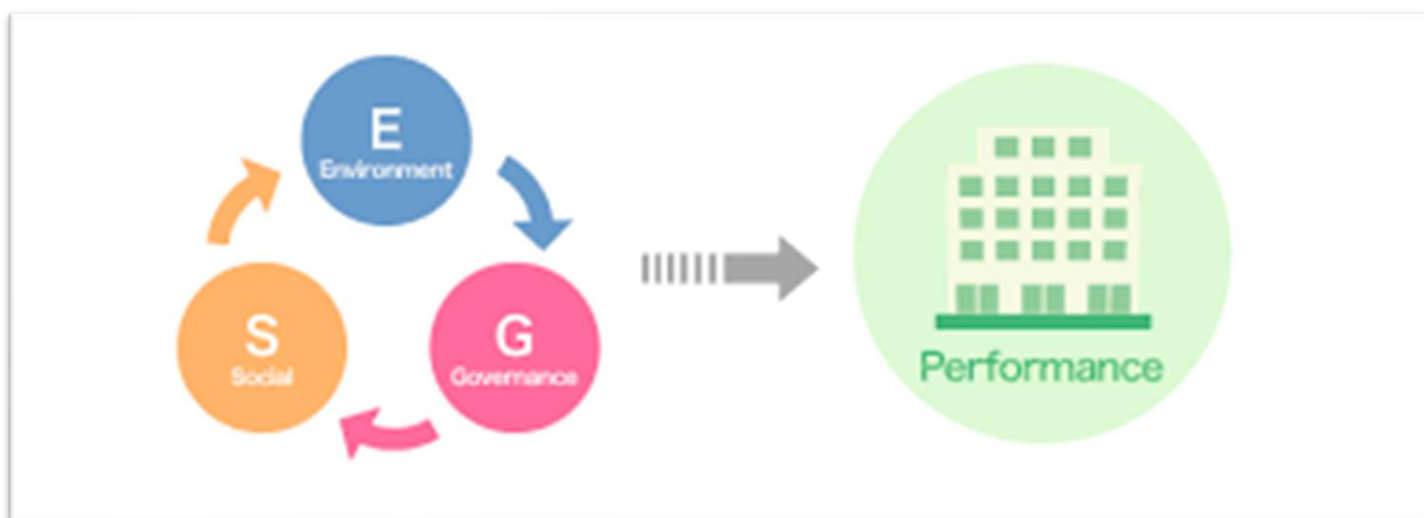 E
Environment
S
Social
G
Governance
Performance